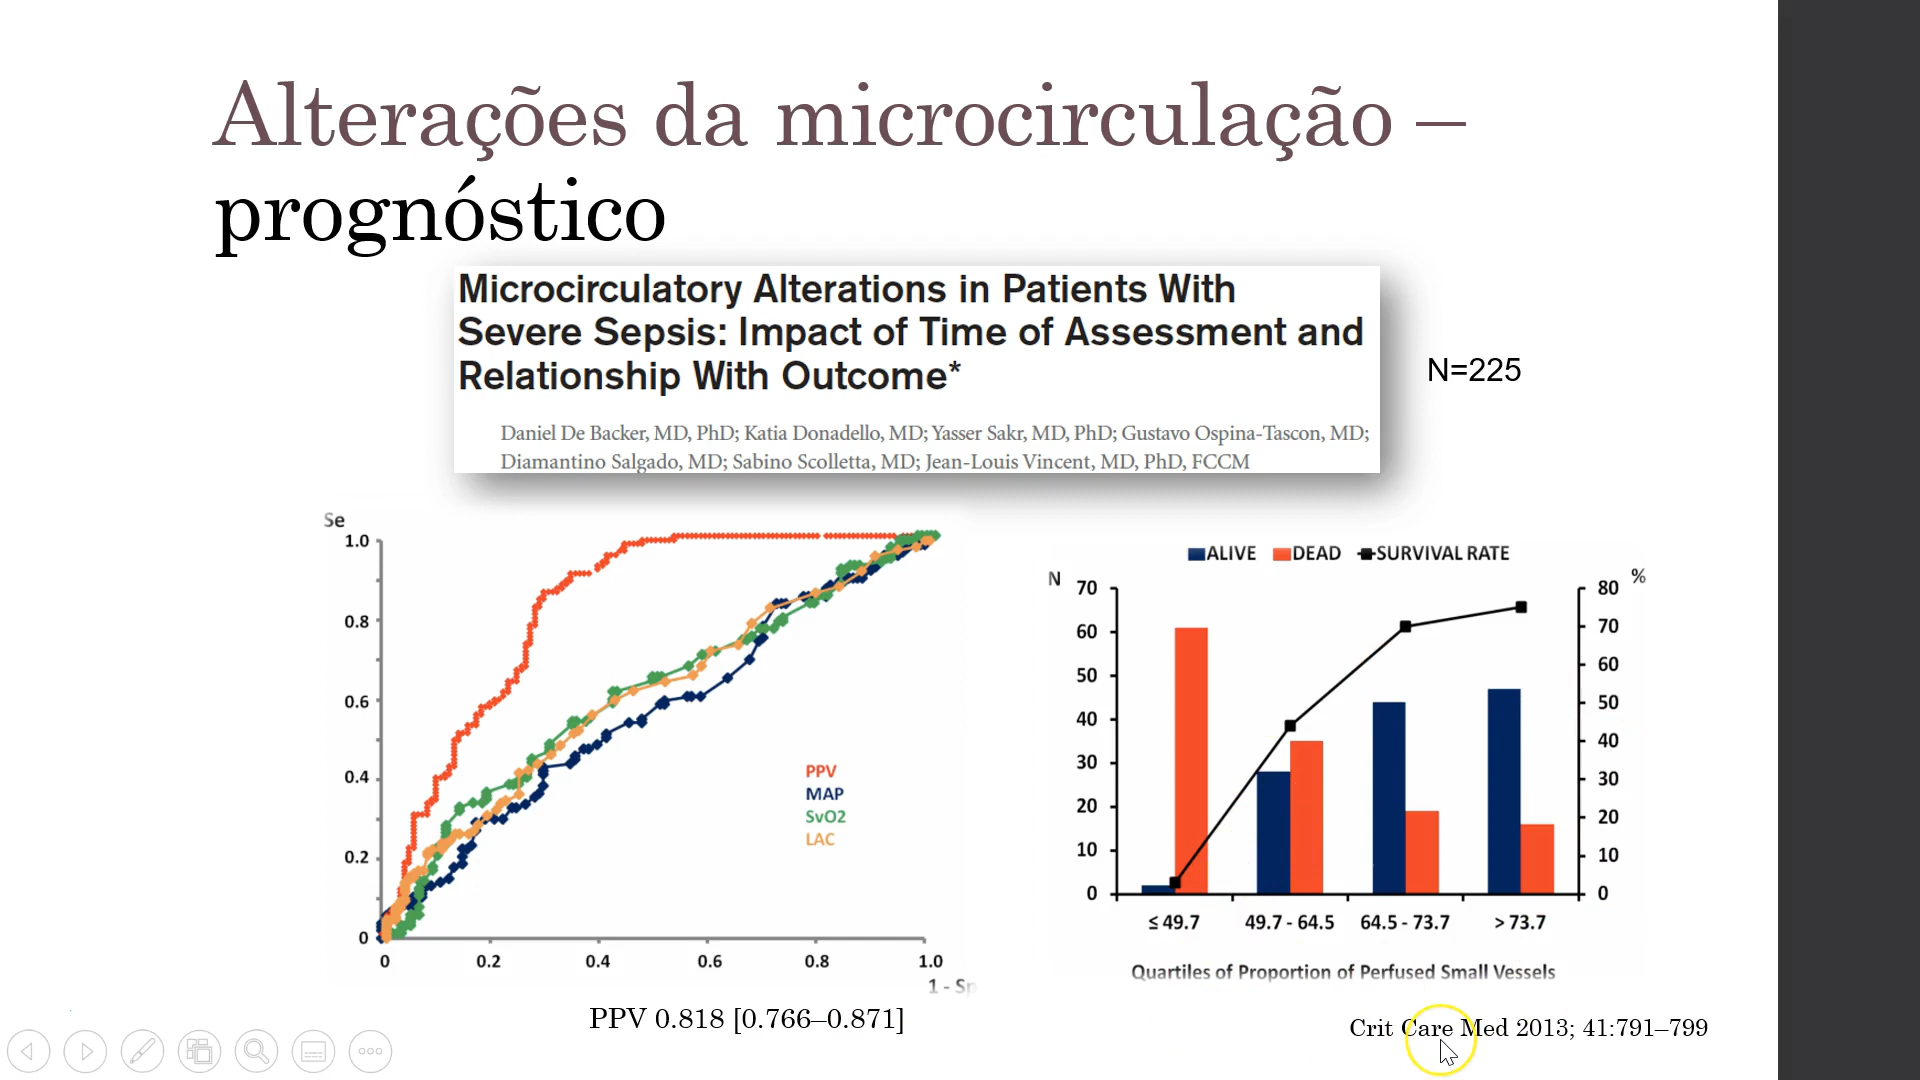 Alterações da microcirculação –
prognóstico
Microcirculatory Alterations in Patients With
Severe Sepsis: Impact of Time of Assessment and
Relationship With Outcome*
Daniel De Backer, MD, PhD; Katia Donadello, MD; Yasser Sakr, MD, PhD; Gustavo Ospina-Tascon, MD;
Diamantino Salgado, MD; Sabino Scolletta, MD; Jean-Louis Vincent, MD, PhD, FCCM
N=225
Se
1.0
0.8
0.6
0.4
0.2
0
0 0.2 0.4 0.6 0.8 1.0
1 - Sp
PPV
MAP
SvO2
LAC
PPV 0.818 [0.766–0.871]
ALIVE DEAD SURVIVAL RATE
N %
70 80
60 70
50 60
40 50
30 40
20 30
10 20
0 10
0
≤ 49.7 49.7 - 64.5 64.5 - 73.7 > 73.7
Quartiles of Proportion of Perfused Small Vessels
Crit Care Med 2013; 41:791–799